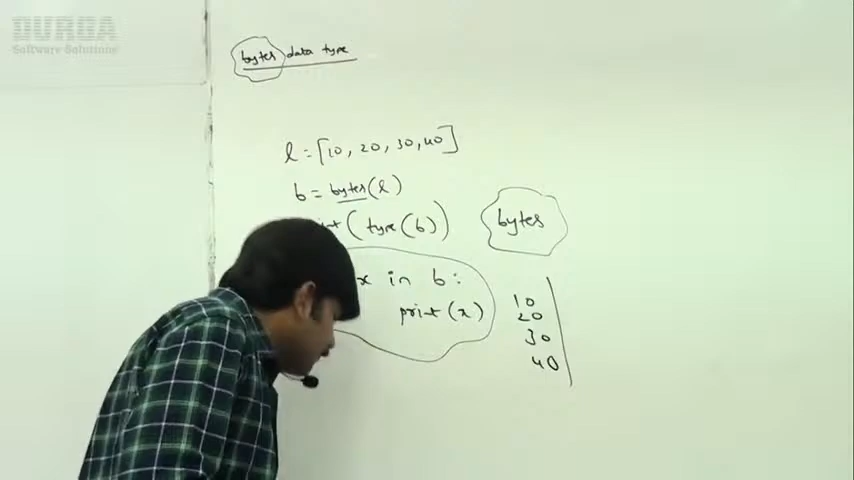 DURGA
Software Solutions
bytes data type
l = [10, 20, 30, 40]
b = bytes(l)
(type(b))
bytes
x in b:
print(x)
10
20
30
40